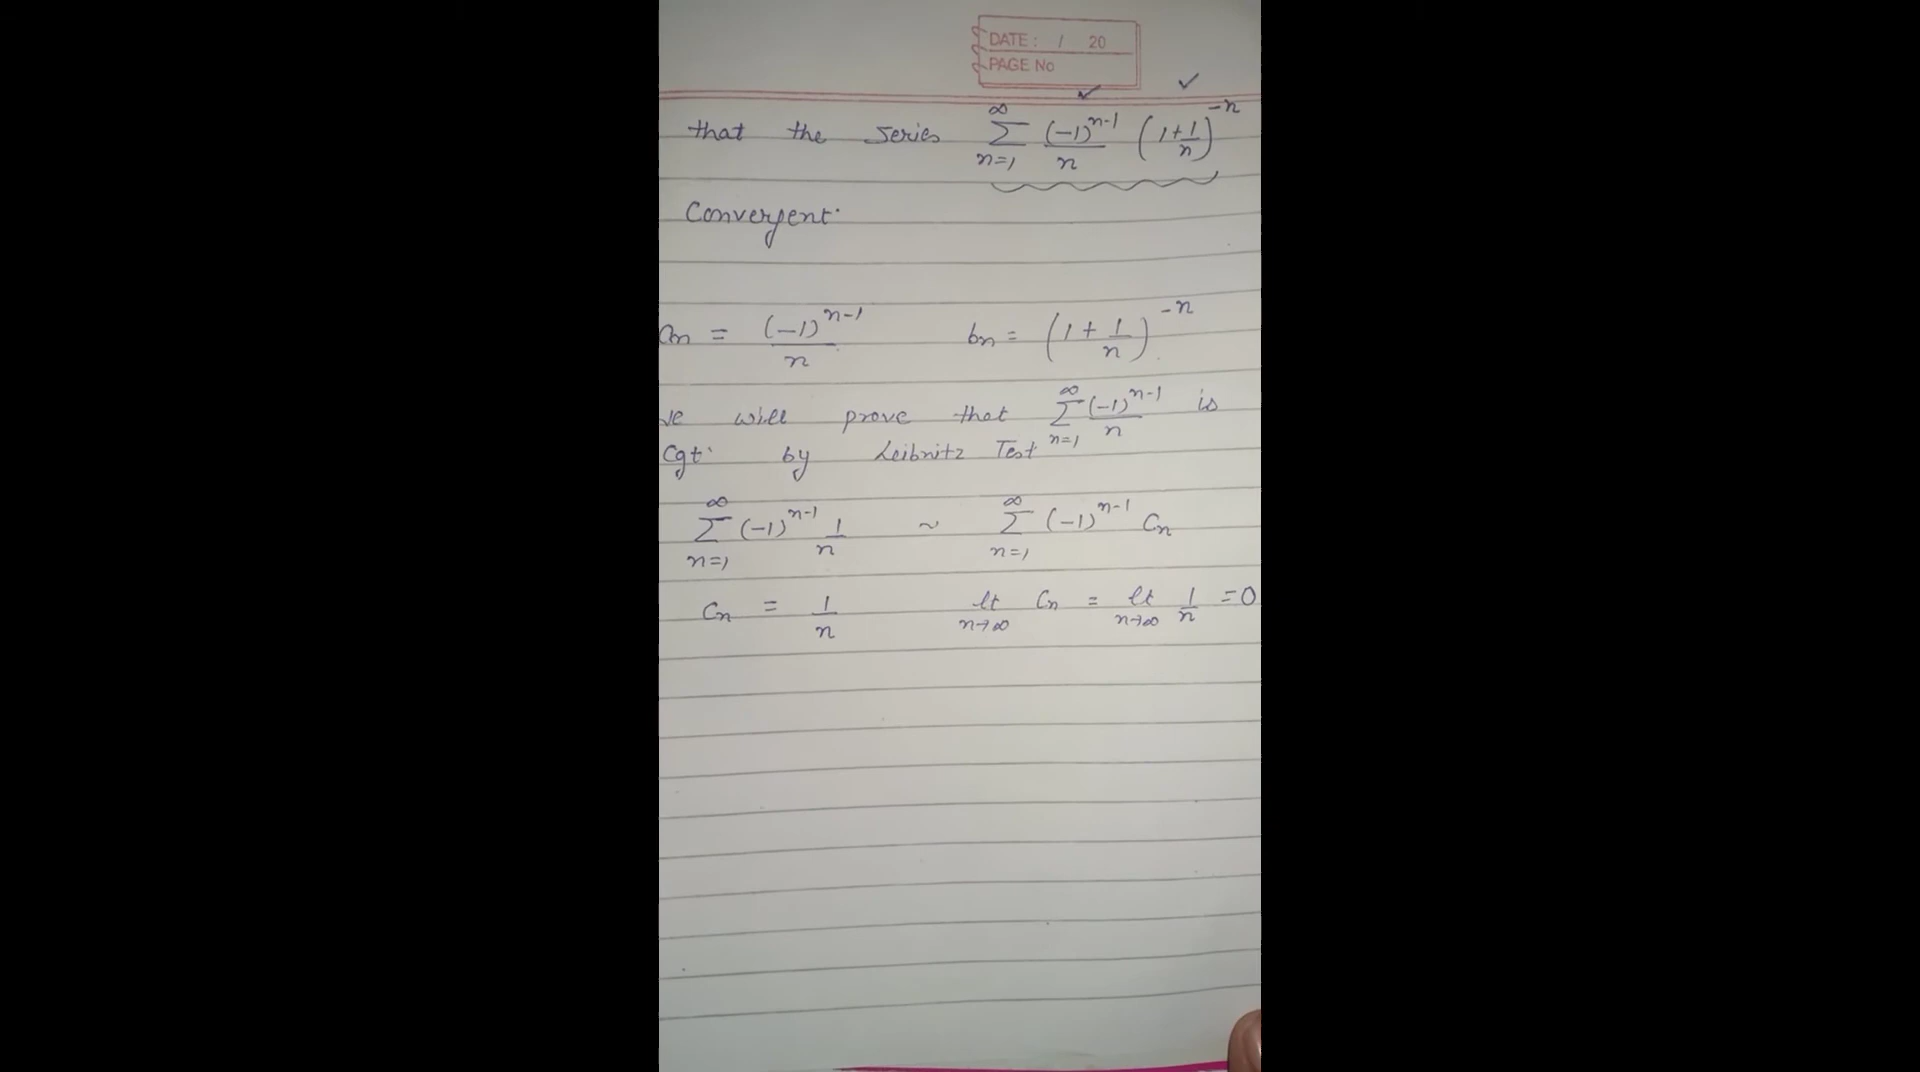 DATE : / 20
PAGE No
that the series ∞ Σ n=1 (-1)^{n-1}/n (1+1/n)^{-n}
Convergent.
an = (-1)^{n-1}/n bn = (1+1/n)^{-n}
will prove that ∞ Σ n=1 (-1)^{n-1}/n is
Cgt. by Leibnitz Test
∞ Σ n=1 (-1)^{n-1} 1/n ~ ∞ Σ n=1 (-1)^{n-1} Cn
Cn = 1/n lt n→∞ Cn = lt n→∞ 1/n = 0